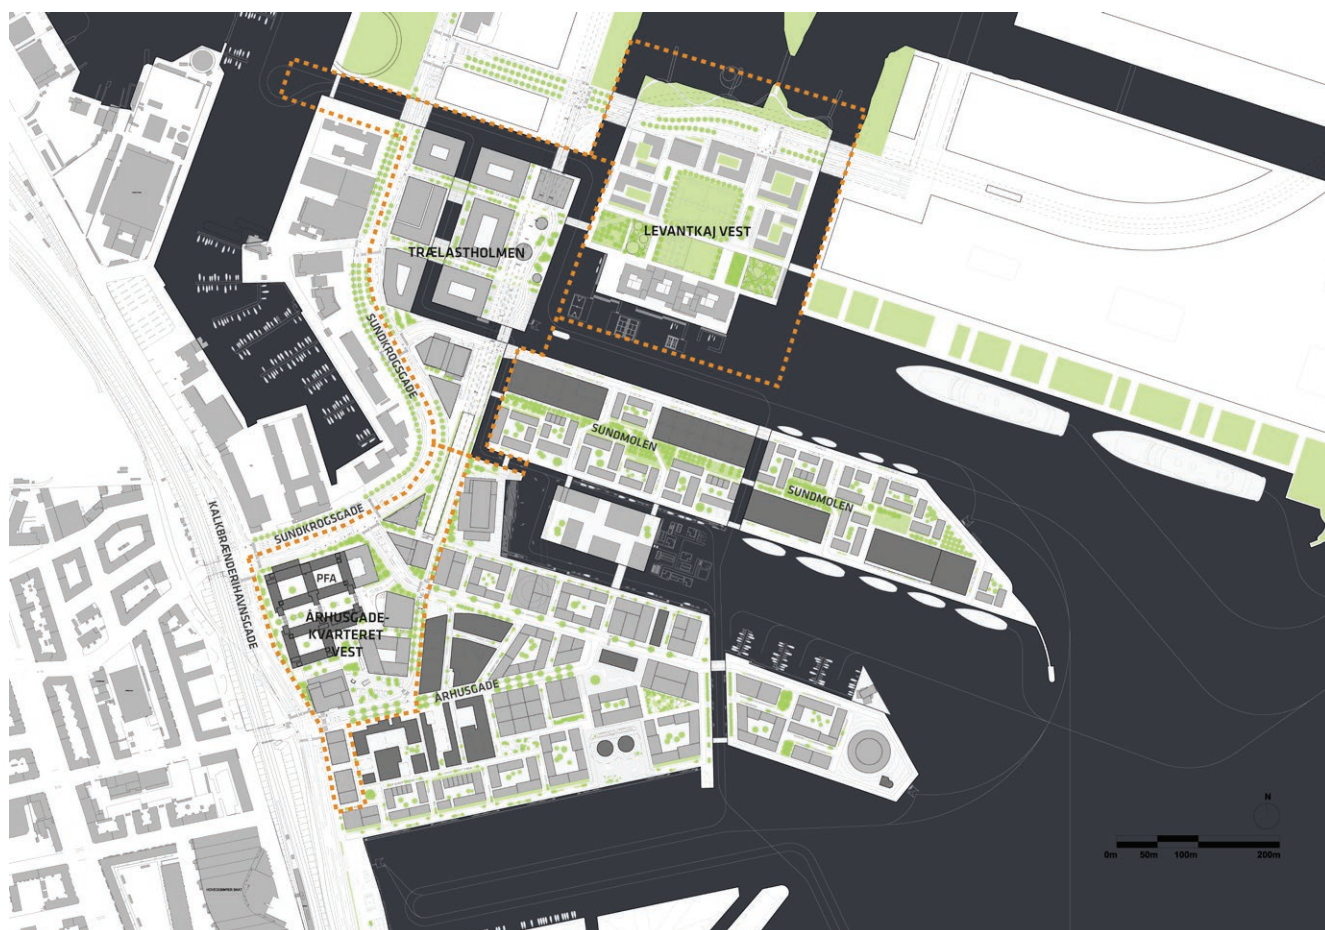 LEVANTKAJ VEST
TRÆLASTHOLMEN
SUNDKROGSGADE
SUNDMOLEN
SUNDMOLEN
KALKBRÆNDERIHAVNSGADE
SUNDKROGSGADE
PFA
ÅRHUSGADE-
KVARTERET
VEST
ÅRHUSGADE
N
0m 50m 100m 200m